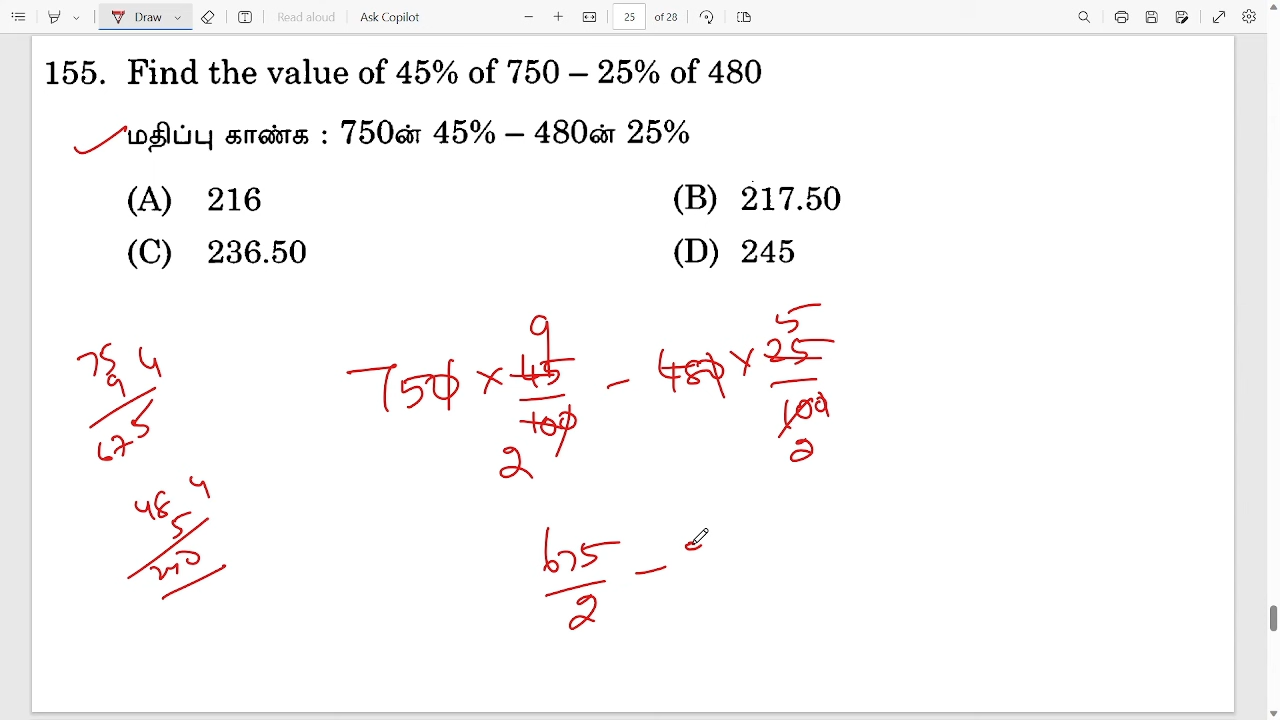 Draw
Read aloud
Ask Copilot
25
of 28
155. Find the value of 45% of 750 – 25% of 480
மதிப்பு காண்க : 750ன் 45% – 480ன் 25%
(A) 216
(B) 217.50
(C) 236.50
(D) 245
9
5
75 4
9
675
750 × 45/100 – 480 × 25/100
2
2
48 4
5
240
675/2 –